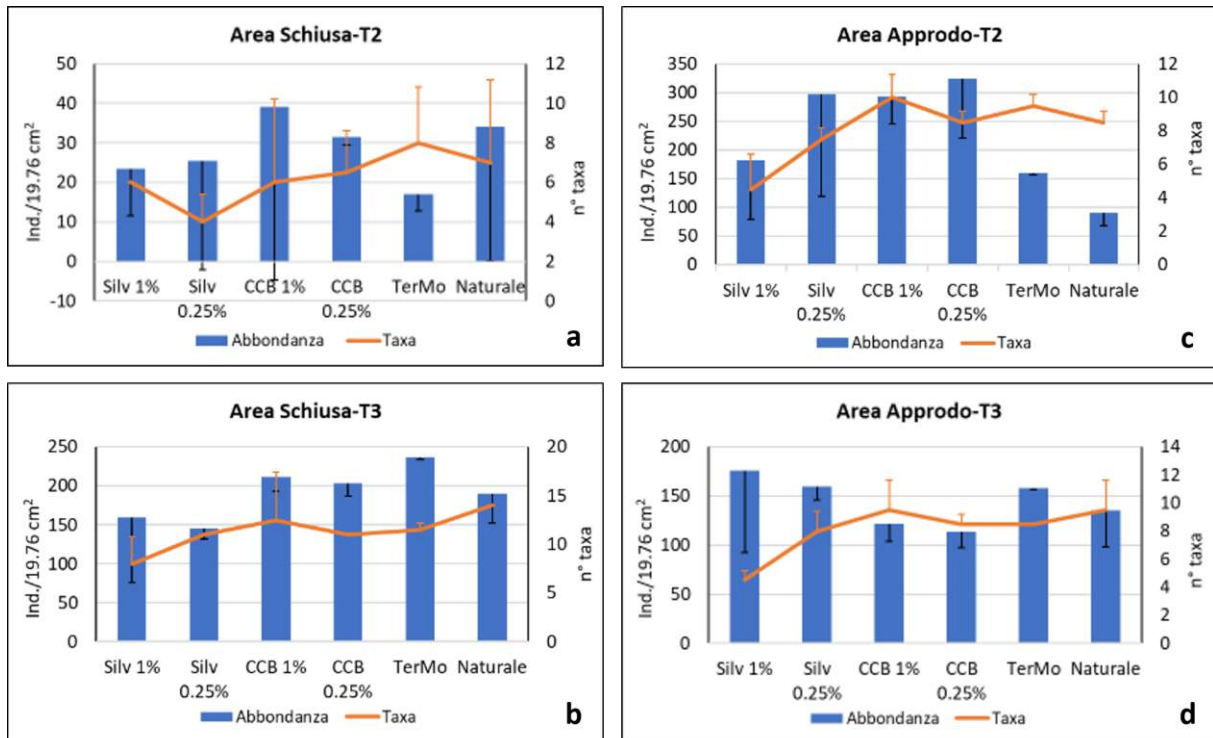 Area Schiusa-T2
50
40
30
20
10
0
-10
Ind./19.76 cm²
12
10
8
6
4
2
0
n° taxa
Silv 1% Silv 0.25% CCB 1% CCB 0.25% TerMo Naturale
Abbondanza Taxa
a
Area Approdo-T2
350
300
250
200
150
100
50
0
Ind./19.76 cm²
12
10
8
6
4
2
0
n° taxa
Silv 1% Silv 0.25% CCB 1% CCB 0.25% TerMo Naturale
Abbondanza Taxa
c
Area Schiusa-T3
250
200
150
100
50
0
Ind./19.76 cm²
20
15
10
5
0
n° taxa
Silv 1% Silv 0.25% CCB 1% CCB 0.25% TerMo Naturale
Abbondanza Taxa
b
Area Approdo-T3
200
150
100
50
0
Ind./19.76 cm²
14
12
10
8
6
4
2
0
n° taxa
Silv 1% Silv 0.25% CCB 1% CCB 0.25% TerMo Naturale
Abbondanza Taxa
d